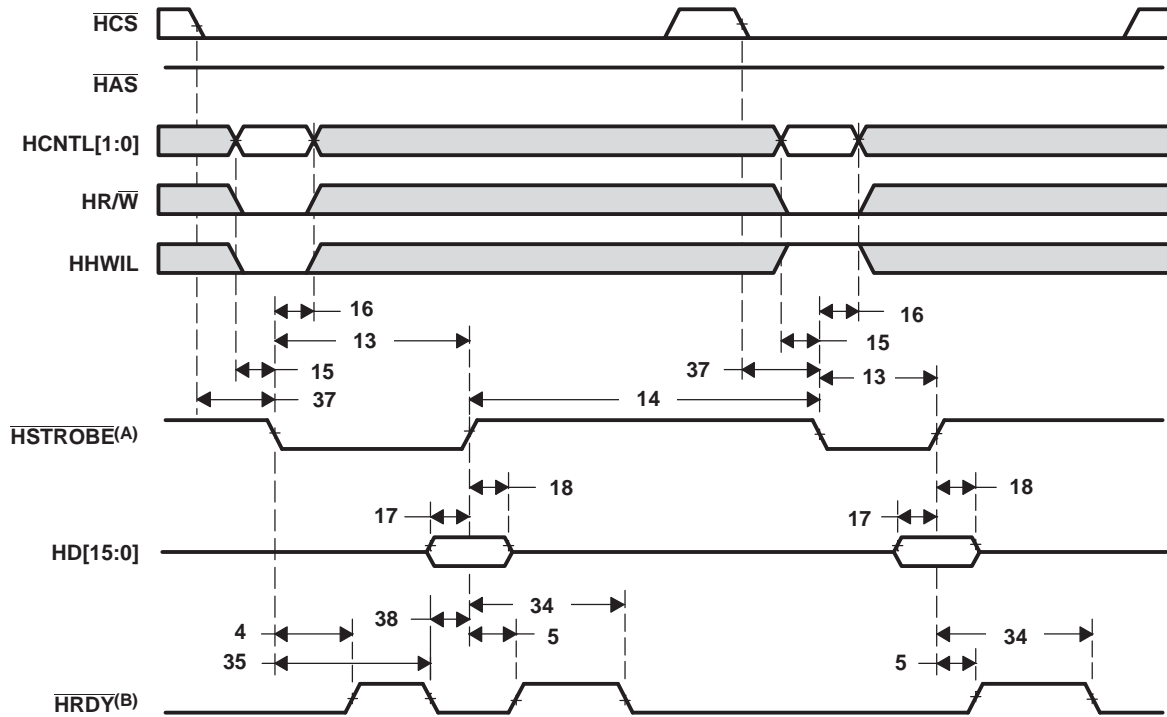 HCS
HAS
HCNTL[1:0]
HR/W
HHWIL
16
16
13
15
15
37
13
37
14
HSTROBE(A)
18
18
17
17
HD[15:0]
34
38
4
5
34
35
5
HRDY(B)